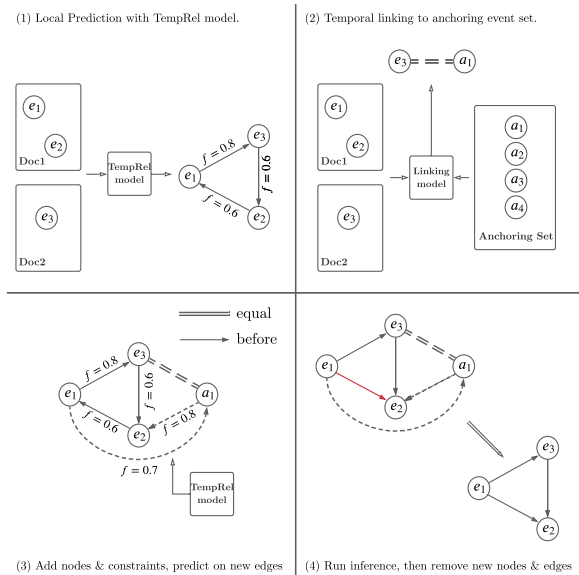 (1) Local Prediction with TempRel model.
e1
e2
Doc1
e3
Doc2
TempRel
model
e3
f = 0.8
f = 0.6
e1
f = 0.6
e2
(2) Temporal linking to anchoring event set.
e3
a1
e1
e2
Doc1
e3
Doc2
Linking
model
a1
a2
a3
a4
Anchoring Set
equal
before
e3
f = 0.8
f = 0.6
e1
a1
f = 0.6
f = 0.8
e2
f = 0.7
TempRel
model
(3) Add nodes & constraints, predict on new edges
e3
e1
a1
e2
e3
e1
e2
(4) Run inference, then remove new nodes & edges